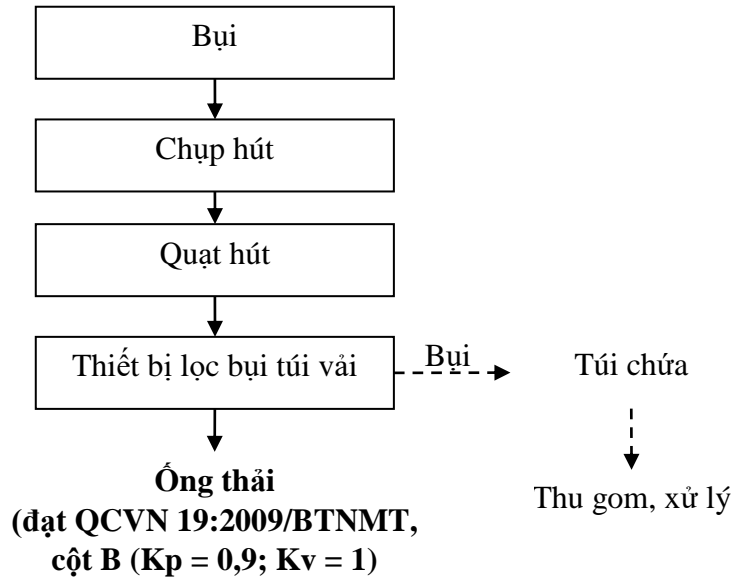 Bụi
Chụp hút
Quạt hút
Thiết bị lọc bụi túi vải
Bụi
Túi chứa
Ống thải
(đạt QCVN 19:2009/BTNMT,
cột B (Kp = 0,9; Kv = 1)
Thu gom, xử lý